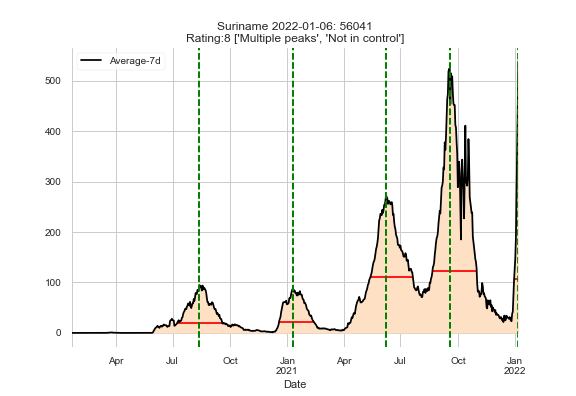 Suriname 2022-01-06: 56041
Rating:8 ['Multiple peaks', 'Not in control']
Average-7d
500
400
300
200
100
0
Apr
Jul
Oct
Jan
2021
Apr
Jul
Oct
Jan
2022
Date